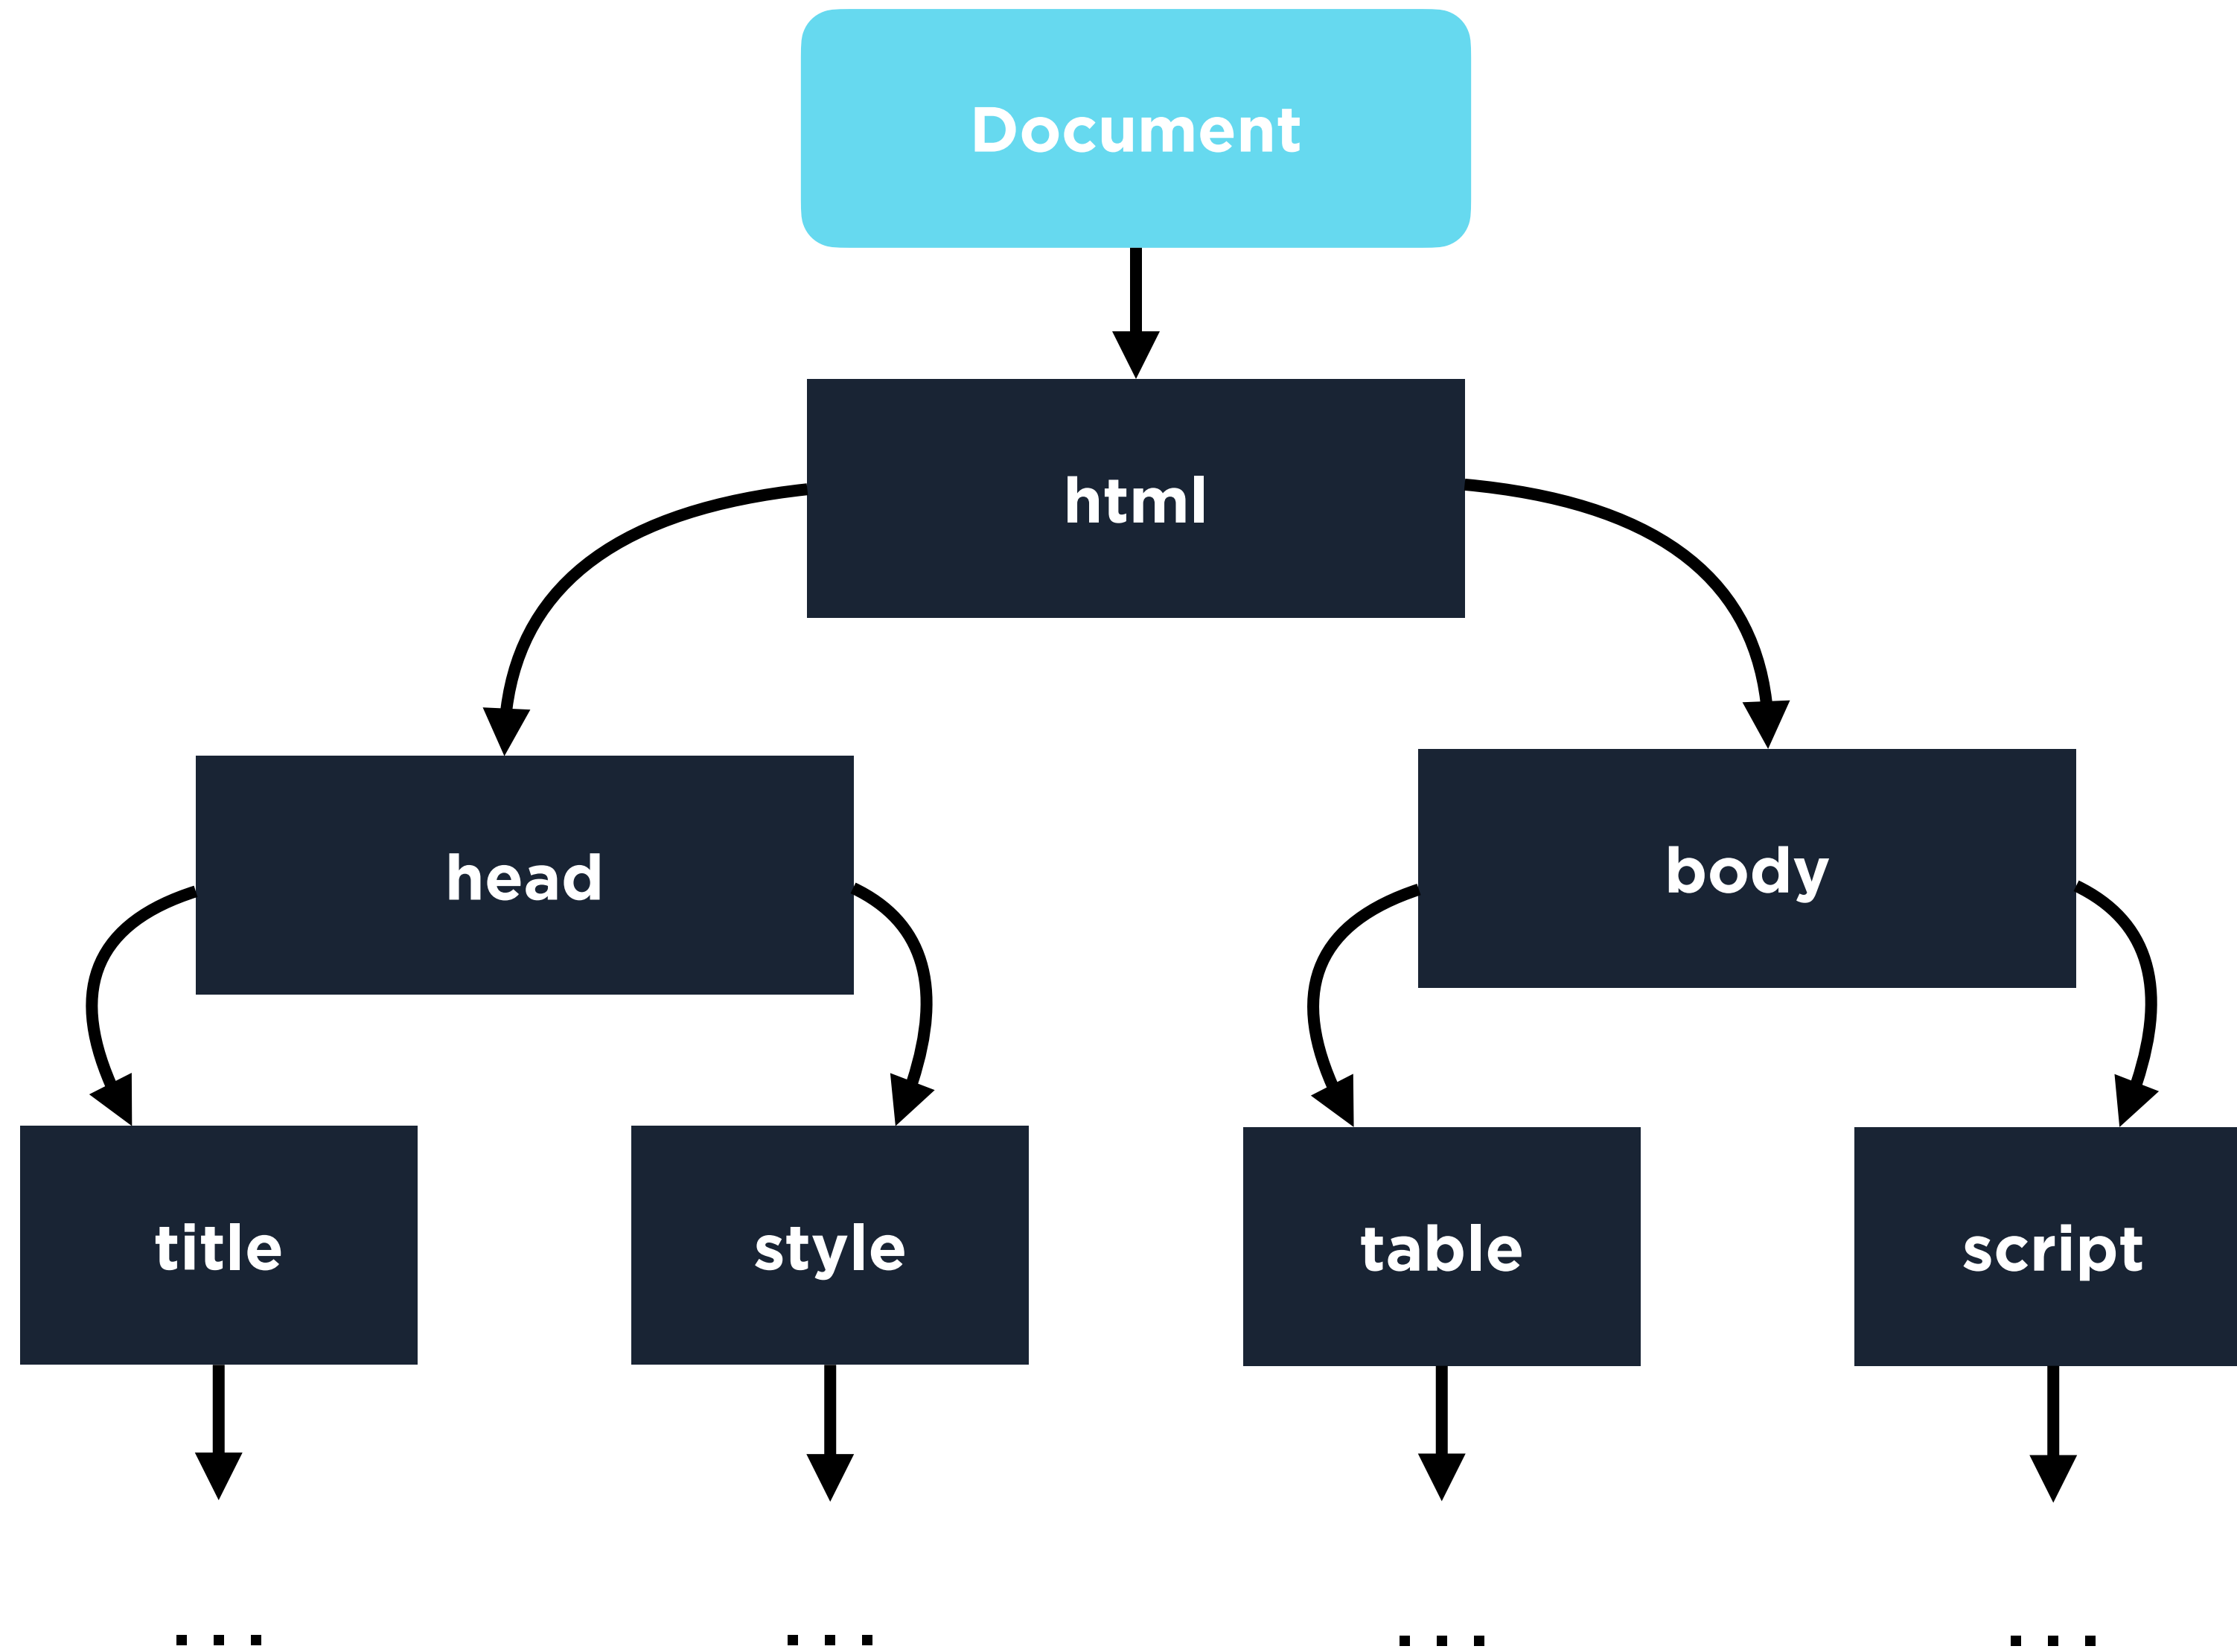 Document
html
head
body
title
style
table
script
...
...
...
...